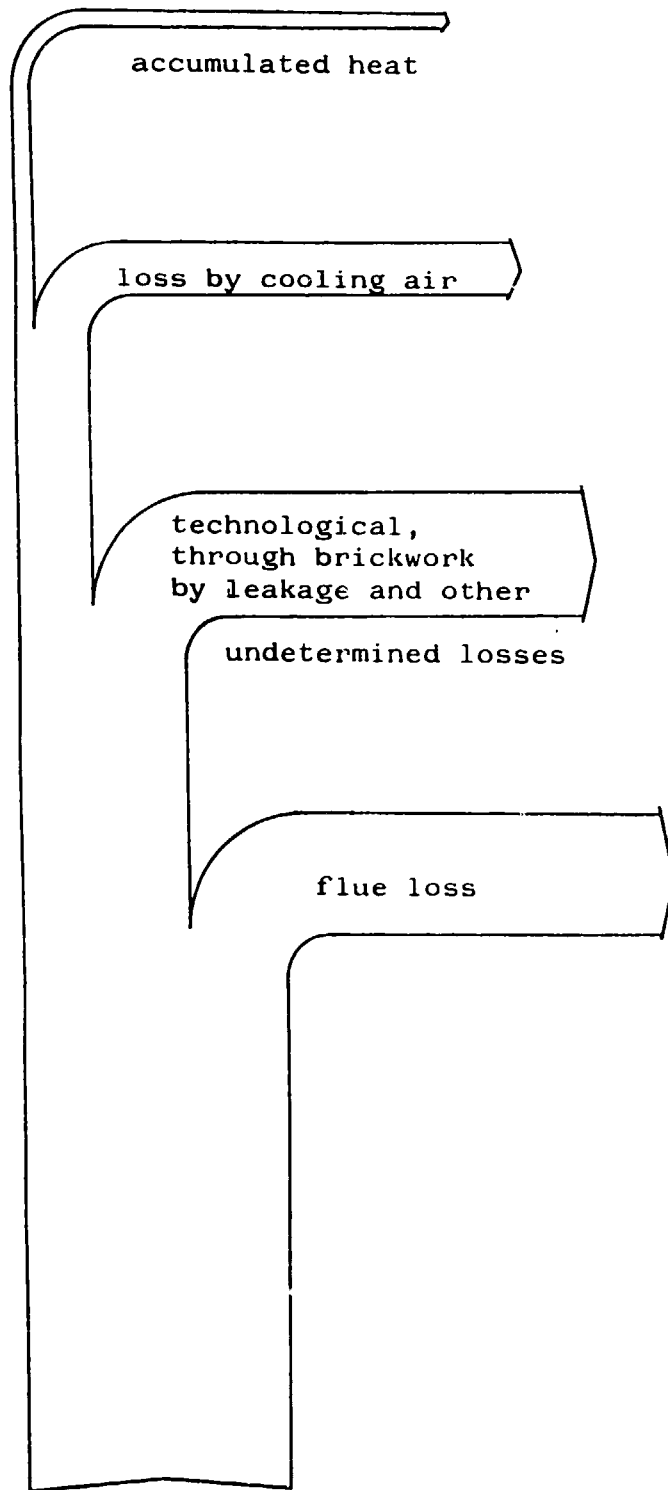 accumulated heat
loss by cooling air
technological,
through brickwork
by leakage and other
undetermined losses
flue loss